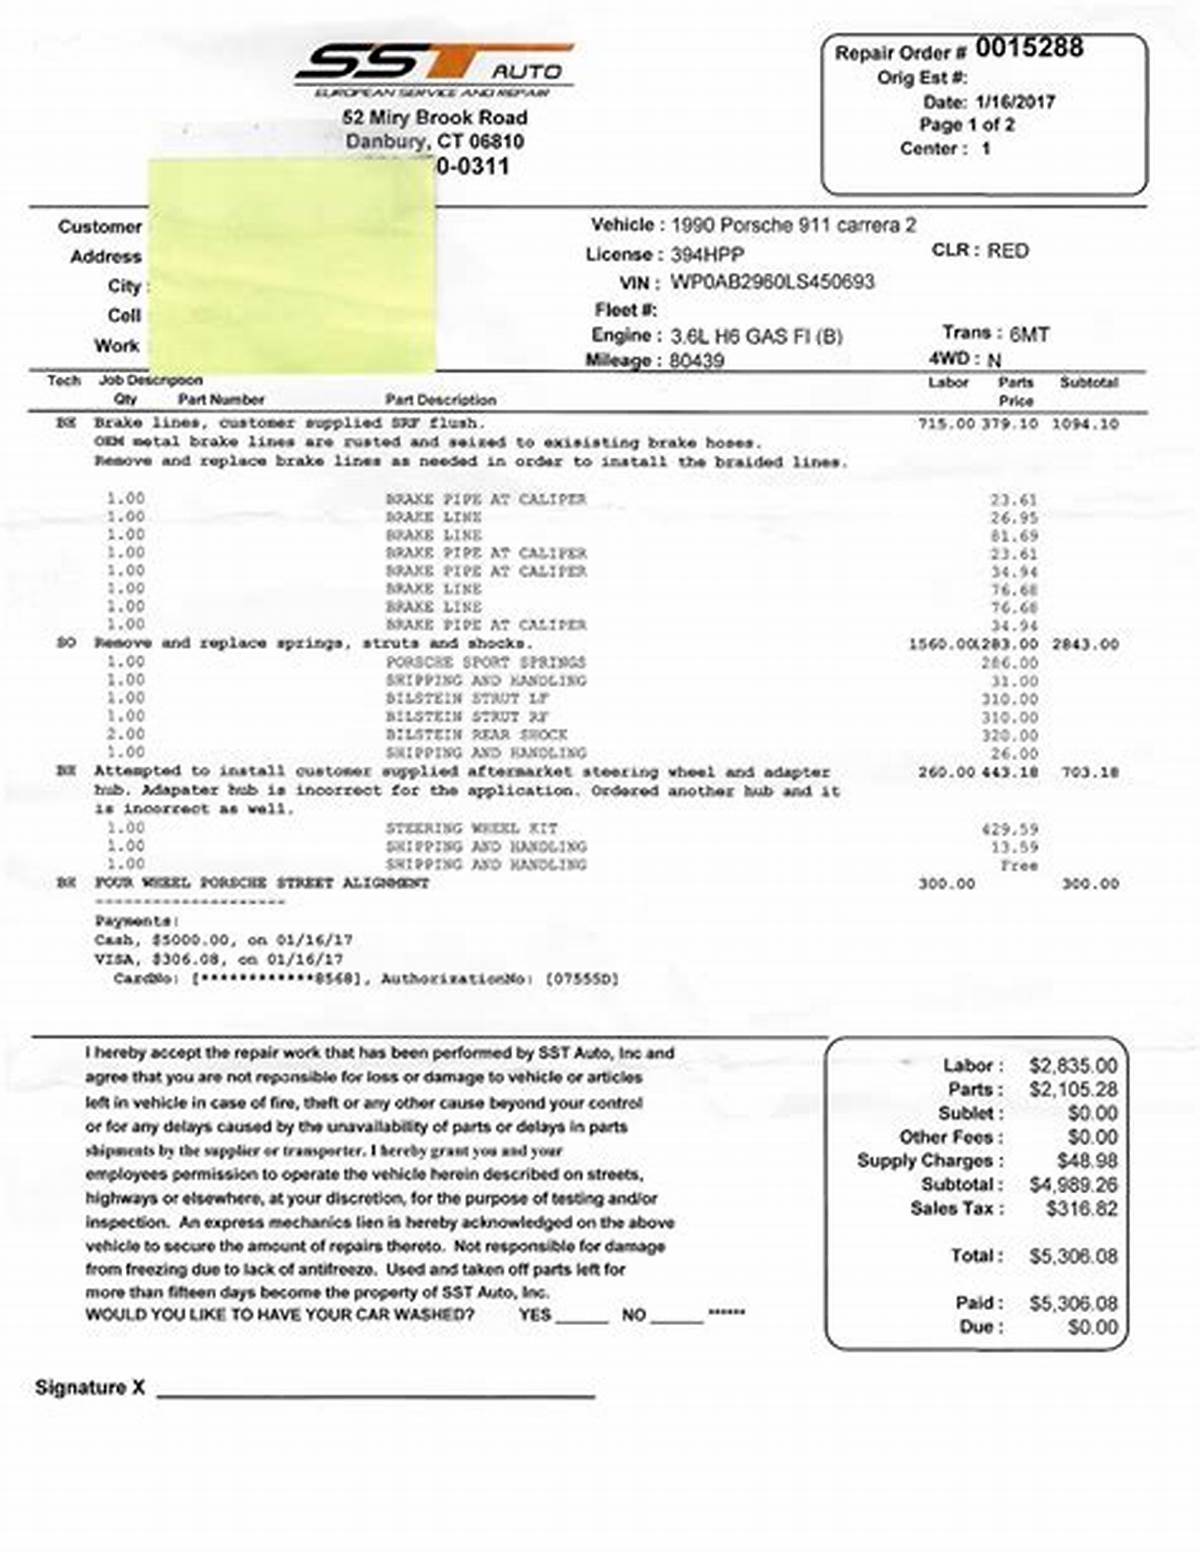 SST AUTO
EUROPEAN SERVICE AND REPAIR
52 Miry Brook Road
Danbury, CT 06810
0-0311
Repair Order # 0015288
Orig Est #:
Date: 1/16/2017
Page 1 of 2
Center : 1
Customer
Address
City :
Cell
Work
Vehicle : 1990 Porsche 911 carrera 2
License : 394HPP CLR : RED
VIN : WP0AB2960LS450693
Fleet #:
Engine : 3.6L H6 GAS FI (B) Trans : 6MT
Mileage : 80439 4WD : N
Tech Job Description Labor Parts Subtotal
Qty Part Number Part Description Price
BH Brake lines, customer supplied SRF flush. 715.00 379.10 1094.10
OEM metal brake lines are rusted and seized to exisisting brake hoses.
Remove and replace brake lines as needed in order to install the braided lines.
1.00 BRAKE PIPE AT CALIPER 23.61
1.00 BRAKE LINE 26.95
1.00 BRAKE LINE 81.69
1.00 BRAKE PIPE AT CALIPER 23.61
1.00 BRAKE PIPE AT CALIPER 34.94
1.00 BRAKE LINE 76.68
1.00 BRAKE LINE 76.68
1.00 BRAKE PIPE AT CALIPER 34.94
SO Remove and replace springs, struts and shocks. 1560.00 1283.00 2843.00
1.00 PORSCHE SPORT SPRINGS 286.00
1.00 SHIPPING AND HANDLING 31.00
1.00 BILSTEIN STRUT LF 310.00
1.00 BILSTEIN STRUT RF 310.00
2.00 BILSTEIN REAR SHOCK 320.00
1.00 SHIPPING AND HANDLING 26.00
BH Attempted to install customer supplied aftermarket steering wheel and adapter 260.00 443.18 703.18
hub. Adapater hub is incorrect for the application. Ordered another hub and it
is incorrect as well.
1.00 STEERING WHEEL KIT 429.59
1.00 SHIPPING AND HANDLING 13.59
1.00 SHIPPING AND HANDLING Free
BH FOUR WHEEL PORSCHE STREET ALIGNMENT 300.00 300.00
--------------------
Payments:
Cash, $5000.00, on 01/16/17
VISA, $306.08, on 01/16/17
CardNo: [************8568], AuthorizationNo: [07555D]
I hereby accept the repair work that has been performed by SST Auto, Inc and
agree that you are not reponsible for loss or damage to vehicle or articles
left in vehicle in case of fire, theft or any other cause beyond your control
or for any delays caused by the unavailability of parts or delays in parts
shipments by the supplier or transporter. I hereby grant you and your
employees permission to operate the vehicle herein described on streets,
highways or elsewhere, at your discretion, for the purpose of testing and/or
inspection. An express mechanics lien is hereby acknowledged on the above
vehicle to secure the amount of repairs thereto. Not responsible for damage
from freezing due to lack of antifreeze. Used and taken off parts left for
more than fifteen days become the property of SST Auto, Inc.
WOULD YOU LIKE TO HAVE YOUR CAR WASHED? YES _____ NO _____ ******
Labor : $2,835.00
Parts : $2,105.28
Sublet : $0.00
Other Fees : $0.00
Supply Charges : $48.98
Subtotal : $4,989.26
Sales Tax : $316.82
Total : $5,306.08
Paid : $5,306.08
Due : $0.00
Signature X